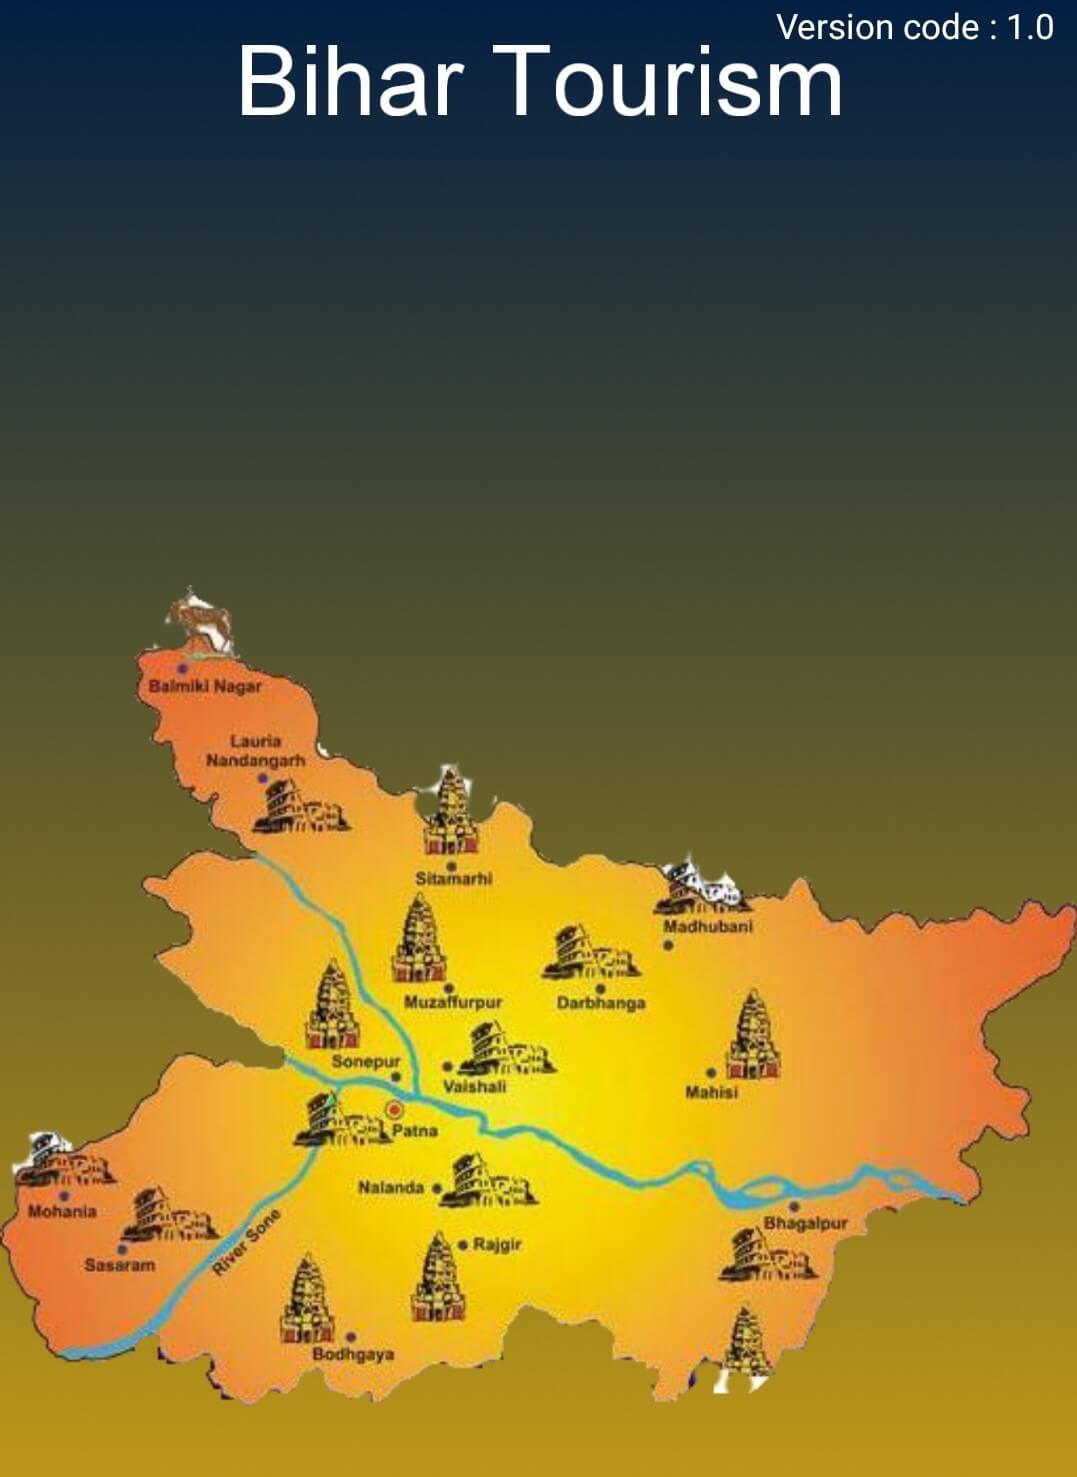 Version code : 1.0
Bihar Tourism
Balmiki Nagar
Lauria
Nandangarh
Sitamarhi
Madhubani
Muzaffurpur
Darbhanga
Sonepur
Vaishali
Mahisi
Patna
Nalanda
Mohania
Bhagalpur
River Sone
Rajgir
Sasaram
Bodhgaya